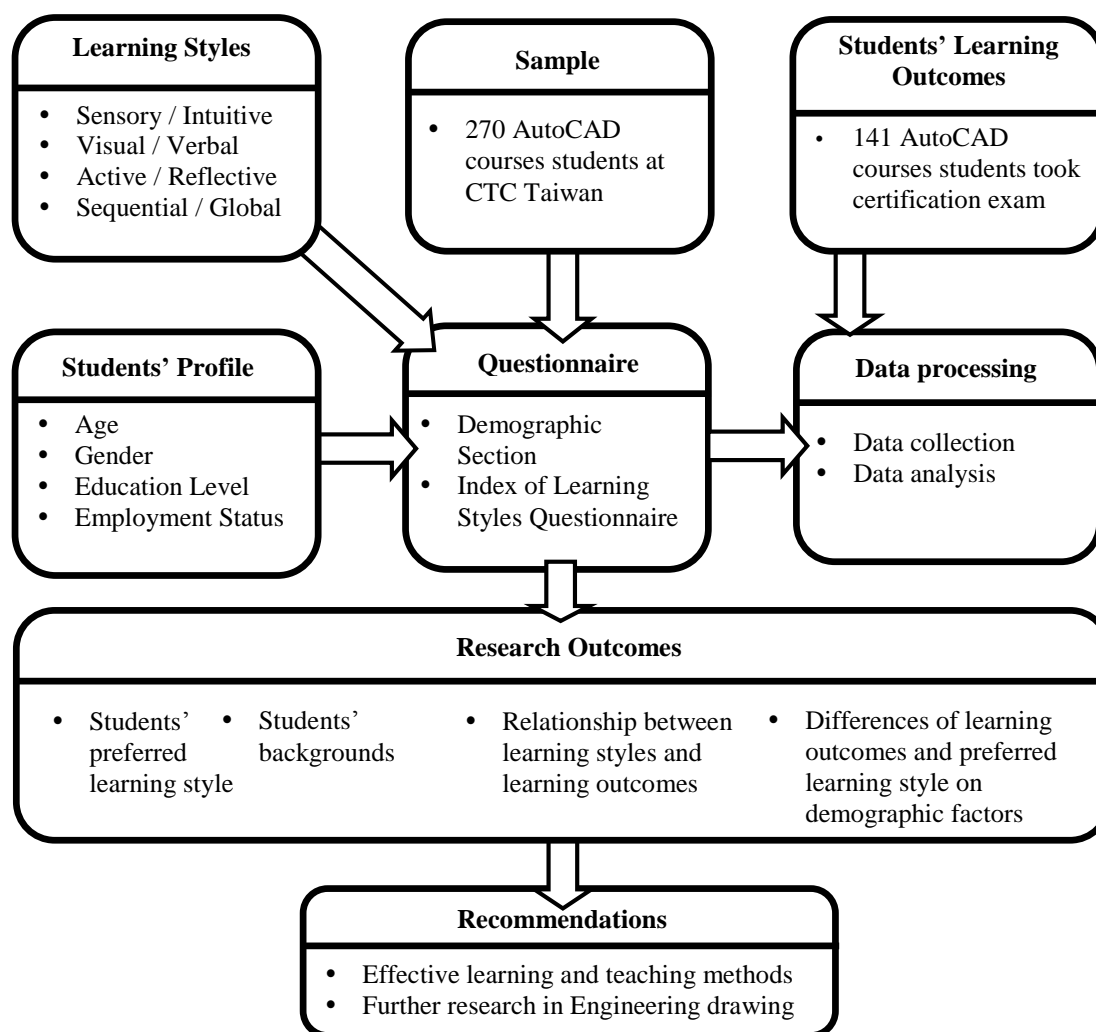 Learning Styles
• Sensory / Intuitive
• Visual / Verbal
• Active / Reflective
• Sequential / Global
Sample
• 270 AutoCAD
courses students at
CTC Taiwan
Students’ Learning
Outcomes
• 141 AutoCAD
courses students took
certification exam
Students’ Profile
• Age
• Gender
• Education Level
• Employment Status
Questionnaire
• Demographic
Section
• Index of Learning
Styles Questionnaire
Data processing
• Data collection
• Data analysis
Research Outcomes
• Students’
preferred
learning style
• Students’
backgrounds
• Relationship between
learning styles and
learning outcomes
• Differences of learning
outcomes and preferred
learning style on
demographic factors
Recommendations
• Effective learning and teaching methods
• Further research in Engineering drawing